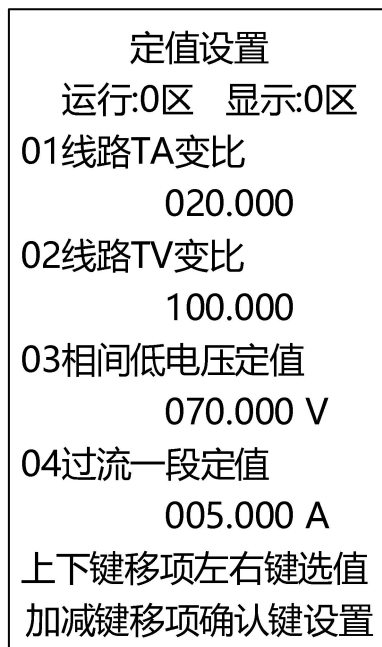 定值设置
运行:0区 显示:0区
01线路TA变比
020.000
02线路TV变比
100.000
03相间低电压定值
070.000 V
04过流一段定值
005.000 A
上下键移项左右键选值
加减键移项确认键设置